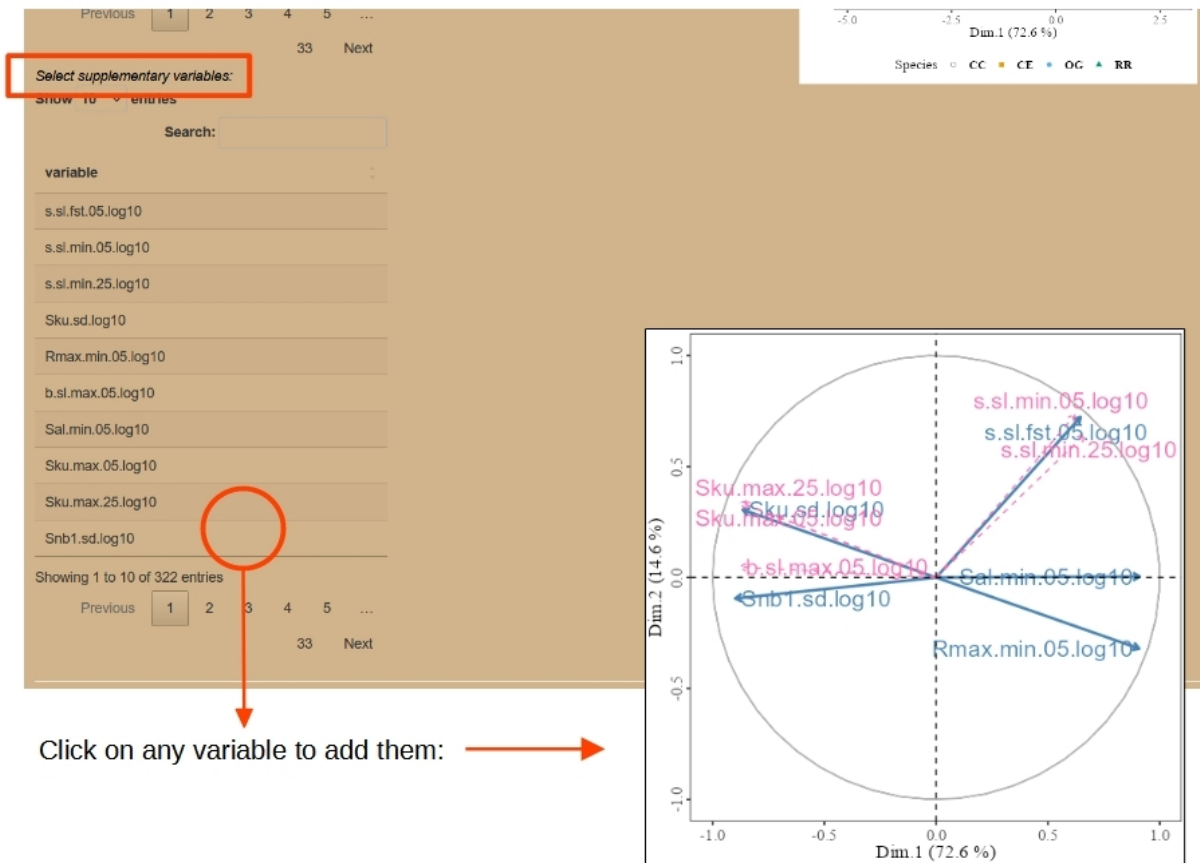 Previous 1 2 3 4 5 ...
33 Next
Select supplementary variables:
Show 10 entries
Search:
variable
s.sl.fst.05.log10
s.sl.min.05.log10
s.sl.min.25.log10
Sku.sd.log10
Rmax.min.05.log10
b.sl.max.05.log10
Sal.min.05.log10
Sku.max.05.log10
Sku.max.25.log10
Snb1.sd.log10
Showing 1 to 10 of 322 entries
Previous 1 2 3 4 5 ...
33 Next
Click on any variable to add them:
-5.0 -2.5 0.0 2.5
Dim.1 (72.6 %)
Species CC CE OG RR
1.0
0.5
0.0
-0.5
-1.0
Dim.2 (14.6 %)
s.sl.min.05.log10
s.sl.fst.05.log10
s.sl.min.25.log10
Sku.max.25.log10
Sku.sd.log10
Sku.max.05.log10
b.sl.max.05.log10
Sal.min.05.log10
Snb1.sd.log10
Rmax.min.05.log10
-1.0 -0.5 0.0 0.5 1.0
Dim.1 (72.6 %)